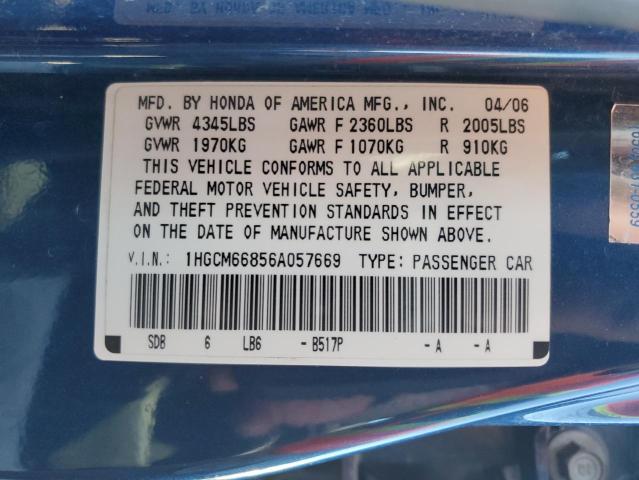 MFD. BY HONDA OF AMERICA MFG., INC. 04/06
GVWR 4345LBS GAWR F 2360LBS R 2005LBS
GVWR 1970KG GAWR F 1070KG R 910KG
THIS VEHICLE CONFORMS TO ALL APPLICABLE
FEDERAL MOTOR VEHICLE SAFETY, BUMPER,
AND THEFT PREVENTION STANDARDS IN EFFECT
ON THE DATE OF MANUFACTURE SHOWN ABOVE.
V.I.N.: 1HGCM66856A057669 TYPE: PASSENGER CAR
SDB 6 LB6 -B517P -A -A